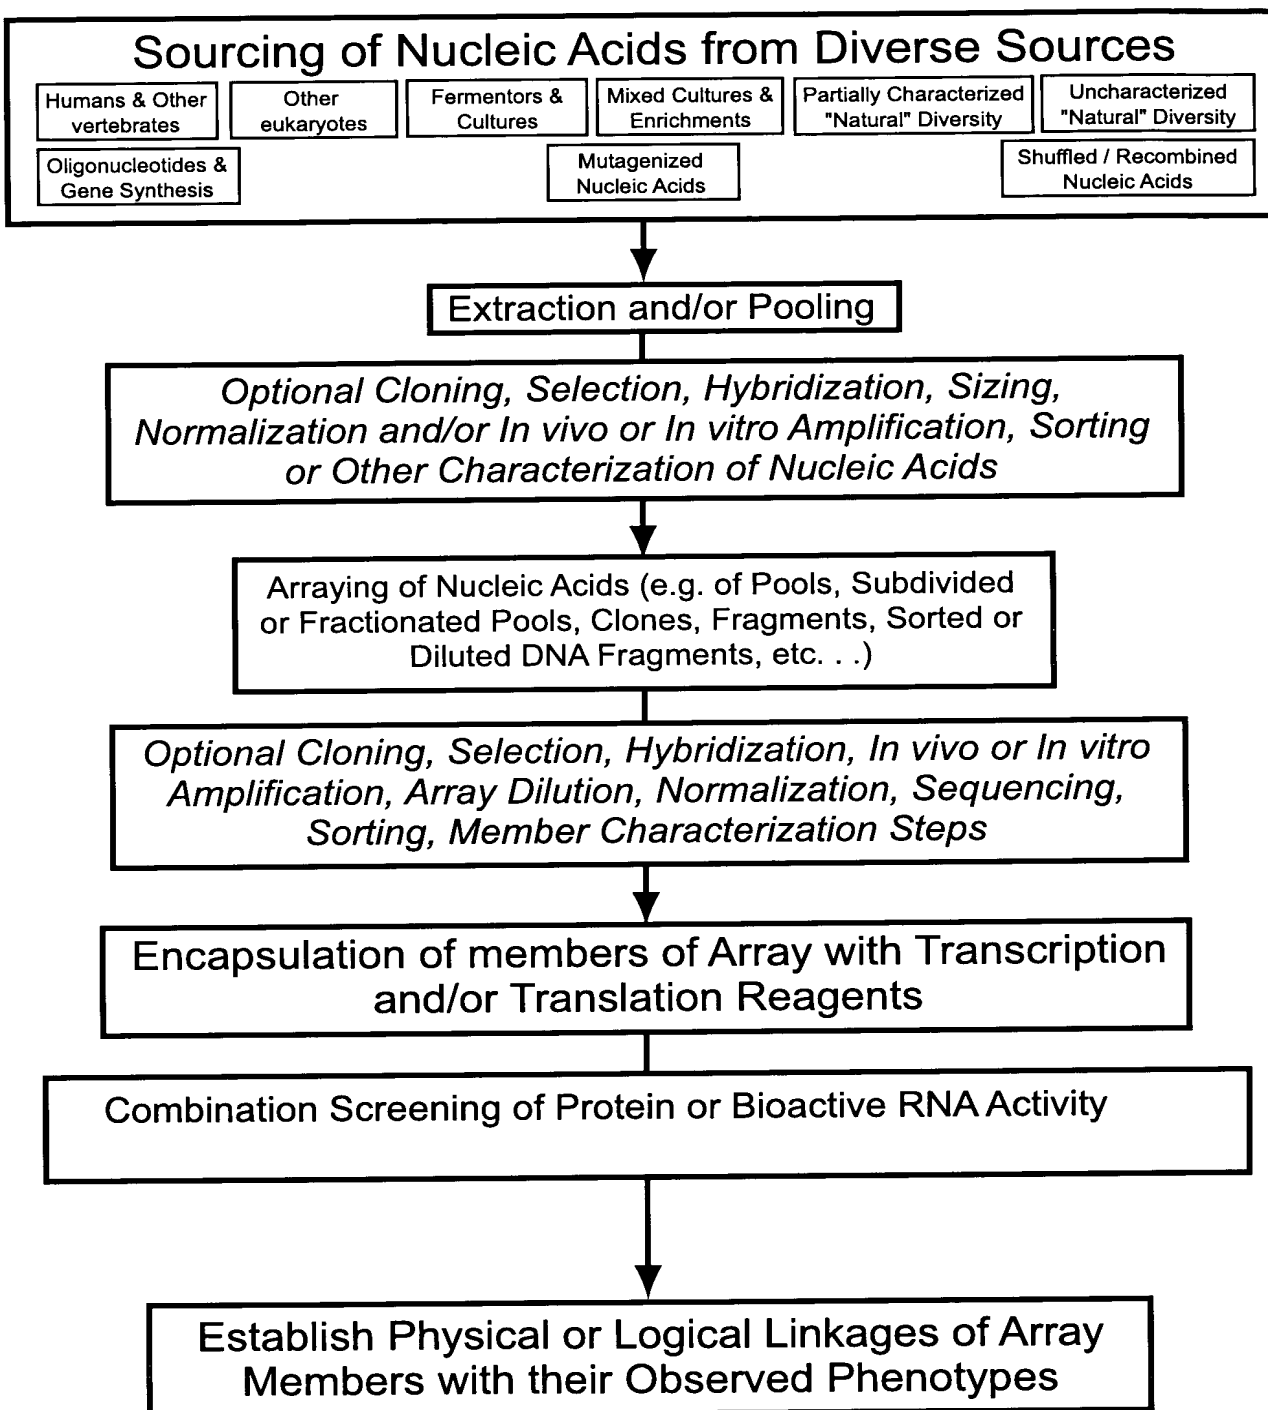 Sourcing of Nucleic Acids from Diverse Sources
Humans & Other
vertebrates
Other
eukaryotes
Fermentors &
Cultures
Mixed Cultures &
Enrichments
Partially Characterized
"Natural" Diversity
Uncharacterized
"Natural" Diversity
Oligonucleotides &
Gene Synthesis
Mutagenized
Nucleic Acids
Shuffled / Recombined
Nucleic Acids
Extraction and/or Pooling
Optional Cloning, Selection, Hybridization, Sizing,
Normalization and/or In vivo or In vitro Amplification, Sorting
or Other Characterization of Nucleic Acids
Arraying of Nucleic Acids (e.g. of Pools, Subdivided
or Fractionated Pools, Clones, Fragments, Sorted or
Diluted DNA Fragments, etc. . .)
Optional Cloning, Selection, Hybridization, In vivo or In vitro
Amplification, Array Dilution, Normalization, Sequencing,
Sorting, Member Characterization Steps
Encapsulation of members of Array with Transcription
and/or Translation Reagents
Combination Screening of Protein or Bioactive RNA Activity
Establish Physical or Logical Linkages of Array
Members with their Observed Phenotypes